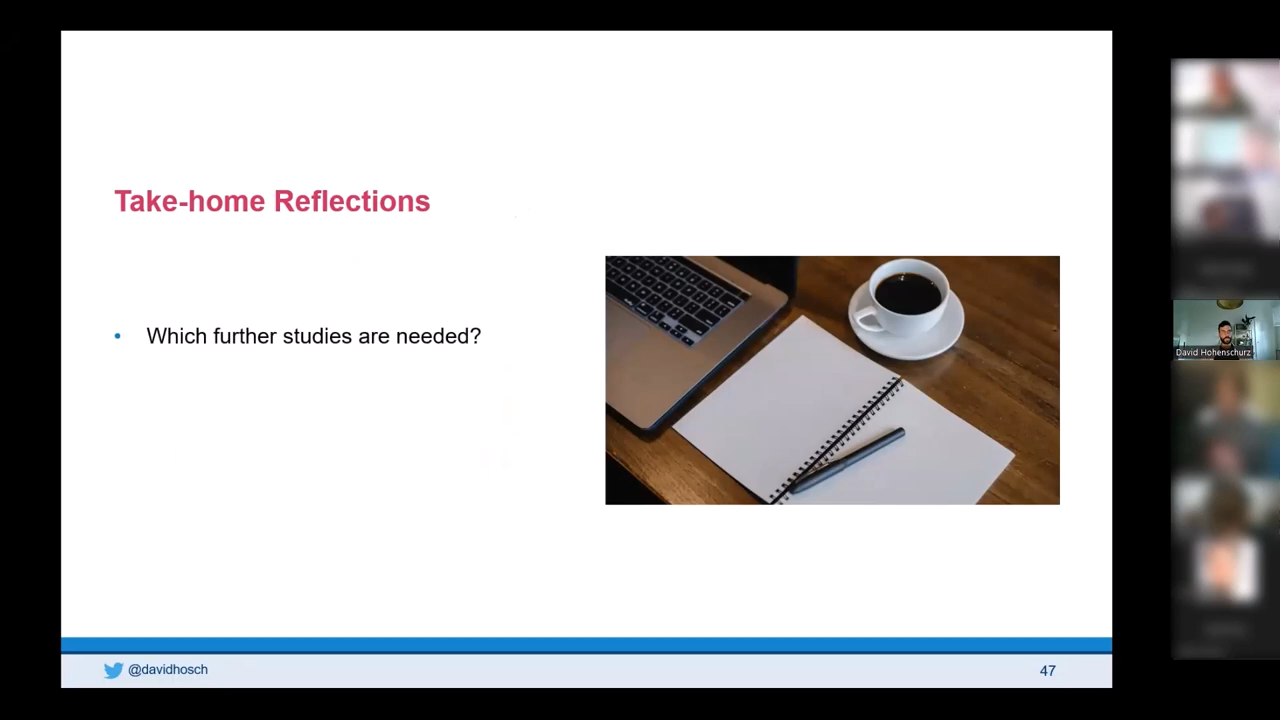 Take-home Reflections
• Which further studies are needed?
David Hohenschurz
@davidhosch
47